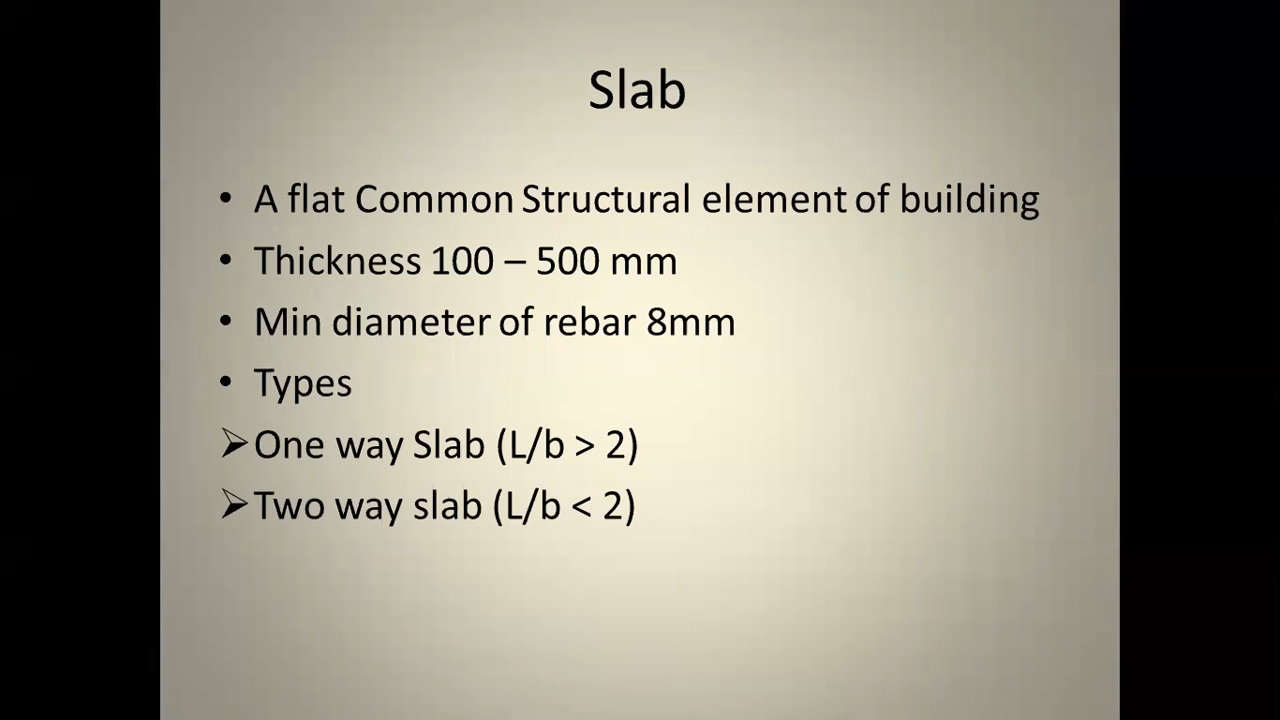 Slab
• A flat Common Structural element of building
• Thickness 100 – 500 mm
• Min diameter of rebar 8mm
• Types
➢One way Slab (L/b > 2)
➢Two way slab (L/b < 2)